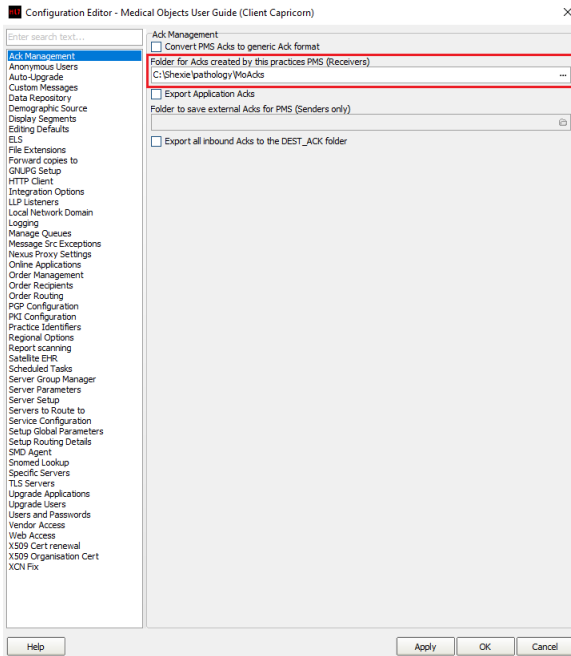 Configuration Editor - Medical Objects User Guide (Client Capricorn)
Enter search text...
Ack Management
Anonymous Users
Auto-Upgrade
Custom Messages
Data Repository
Demographic Source
Display Segments
Editing Defaults
ELS
File Extensions
Forward copies to
GNUPG Setup
HTTP Client
Integration Options
LLP Listeners
Local Network Domain
Logging
Manage Queues
Message Src Exceptions
Nexus Proxy Settings
Online Applications
Order Management
Order Recipients
Order Routing
PGP Configuration
PKI Configuration
Practice Identifiers
Regional Options
Report scanning
Satellite EHR
Scheduled Tasks
Server Group Manager
Server Parameters
Server Setup
Servers to Route to
Service Configuration
Setup Global Parameters
Setup Routing Details
SMD Agent
Snomed Lookup
Specific Servers
TLS Servers
Upgrade Applications
Upgrade Users
Users and Passwords
Vendor Access
Web Access
X509 Cert renewal
X509 Organisation Cert
XCN Fix
Ack Management
Convert PMS Acks to generic Ack format
Folder for Acks created by this practices PMS (Receivers)
C:\Shexie\pathology\MoAcks
...
Export Application Acks
Folder to save external Acks for PMS (Senders only)
Export all inbound Acks to the DEST_ACK folder
Help
Apply
OK
Cancel